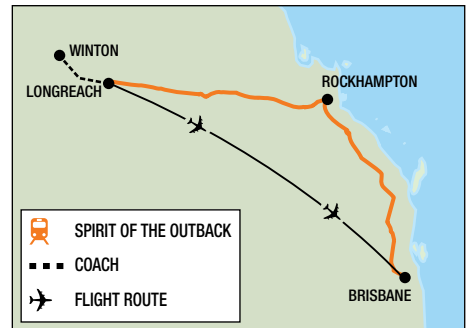 WINTON
LONGREACH
ROCKHAMPTON
SPIRIT OF THE OUTBACK
COACH
FLIGHT ROUTE
BRISBANE